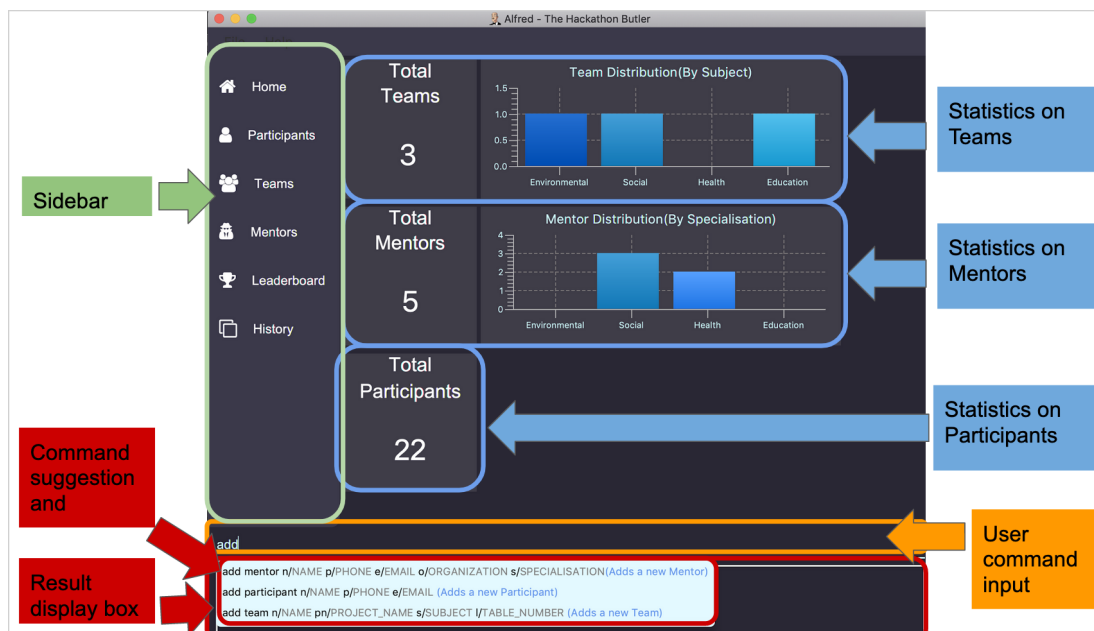 Alfred - The Hackathon Butler
File Help
Home
Participants
Teams
Mentors
Leaderboard
History
Total
Teams
3
Team Distribution(By Subject)
1.5
1.0
0.5
0.0
Environmental
Social
Health
Education
Total
Mentors
5
Mentor Distribution(By Specialisation)
4
3
2
1
0
Environmental
Social
Health
Education
Total
Participants
22
Sidebar
Statistics on
Teams
Statistics on
Mentors
Statistics on
Participants
Command
suggestion
and
Result
display box
User
command
input
add
add mentor n/NAME p/PHONE e/EMAIL o/ORGANIZATION s/SPECIALISATION(Adds a new Mentor)
add participant n/NAME p/PHONE e/EMAIL (Adds a new Participant)
add team n/NAME pn/PROJECT_NAME s/SUBJECT l/TABLE_NUMBER (Adds a new Team)